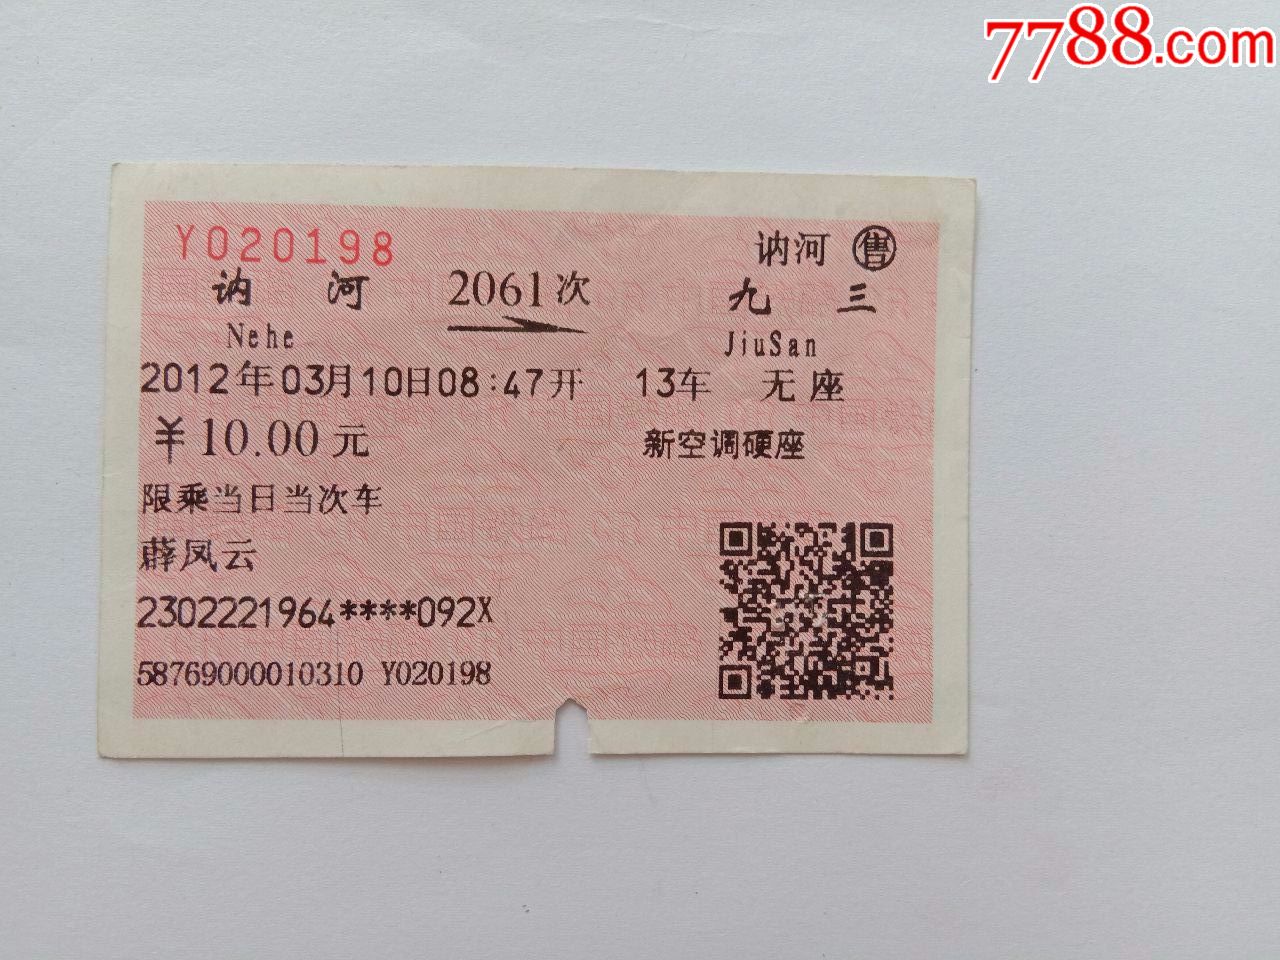 7788.com
Y020198
讷河 售
讷河 2061次 九三
Nehe JiuSan
2012年03月10日08:47开 13车 无座
¥10.00元 新空调硬座
限乘当日当次车
薜凤云
2302221964****092X
58769000010310 Y020198